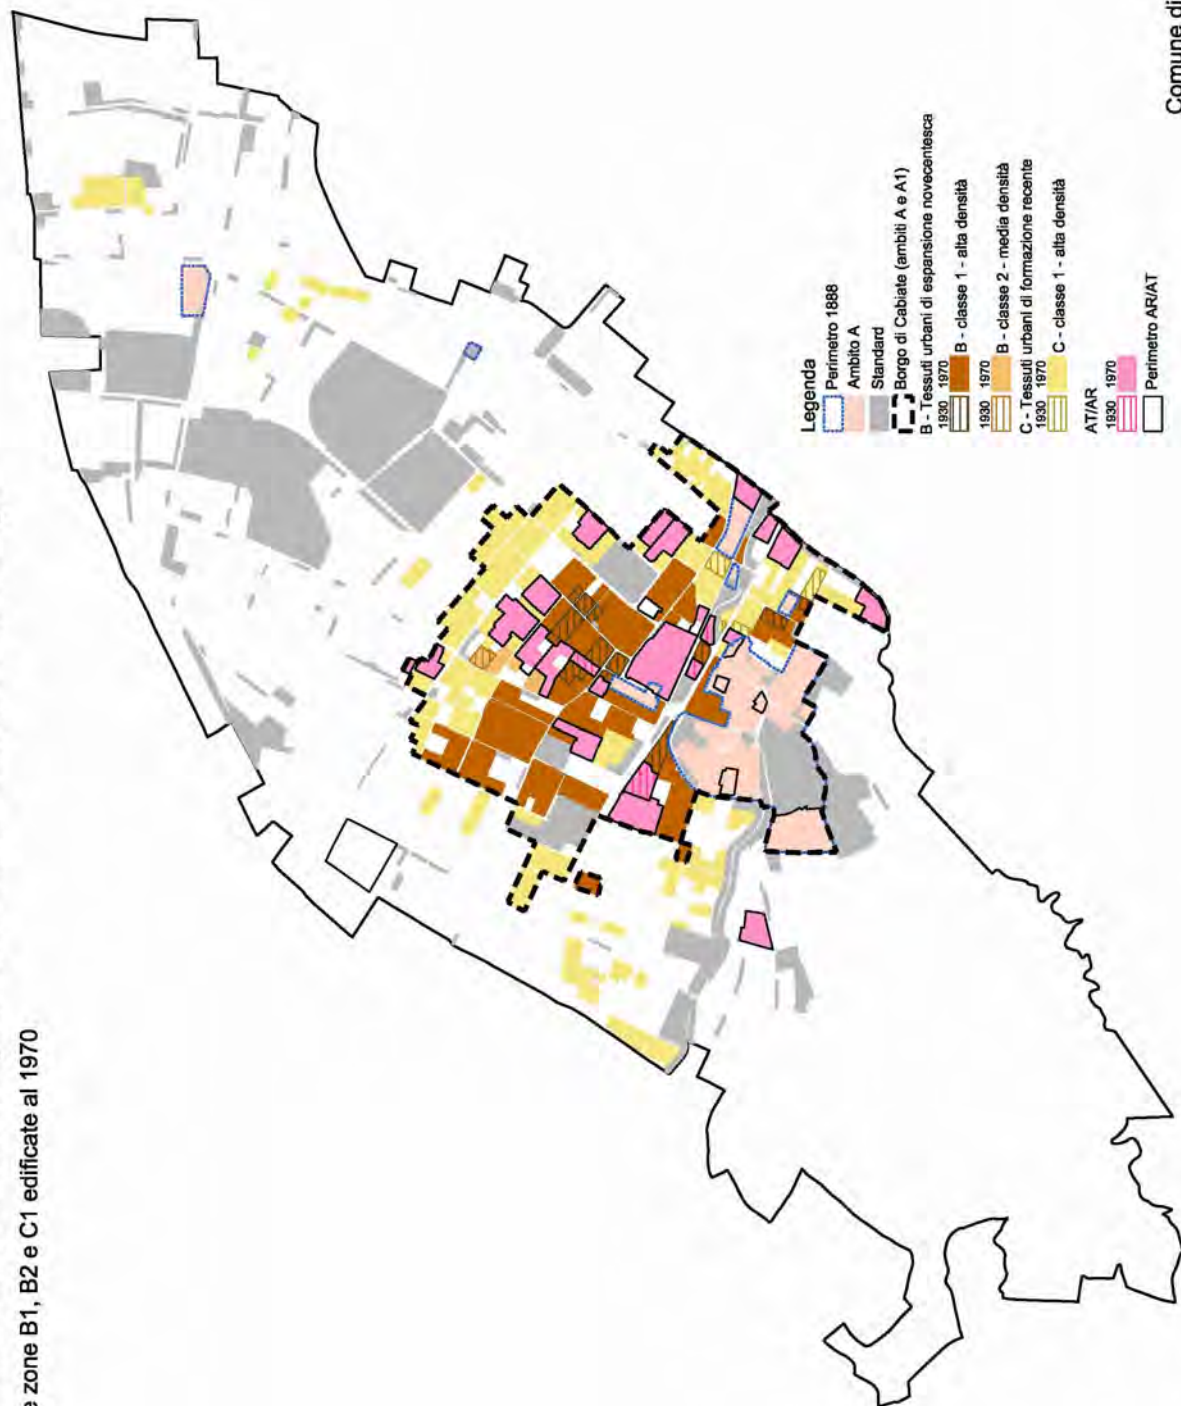 e zone B1, B2 e C1 edificate al 1970
Legenda
Perimetro 1888
Ambito A
Standard
Borgo di Cabiate (ambiti A e A1)
B - Tessuti urbani di espansione novecentesca
1930 1970
B - classe 1 - alta densità
1930 1970
B - classe 2 - media densità
C - Tessuti urbani di formazione recente
1930 1970
C - classe 1 - alta densità
AT/AR
1930 1970
Perimetro AR/AT
Comune di